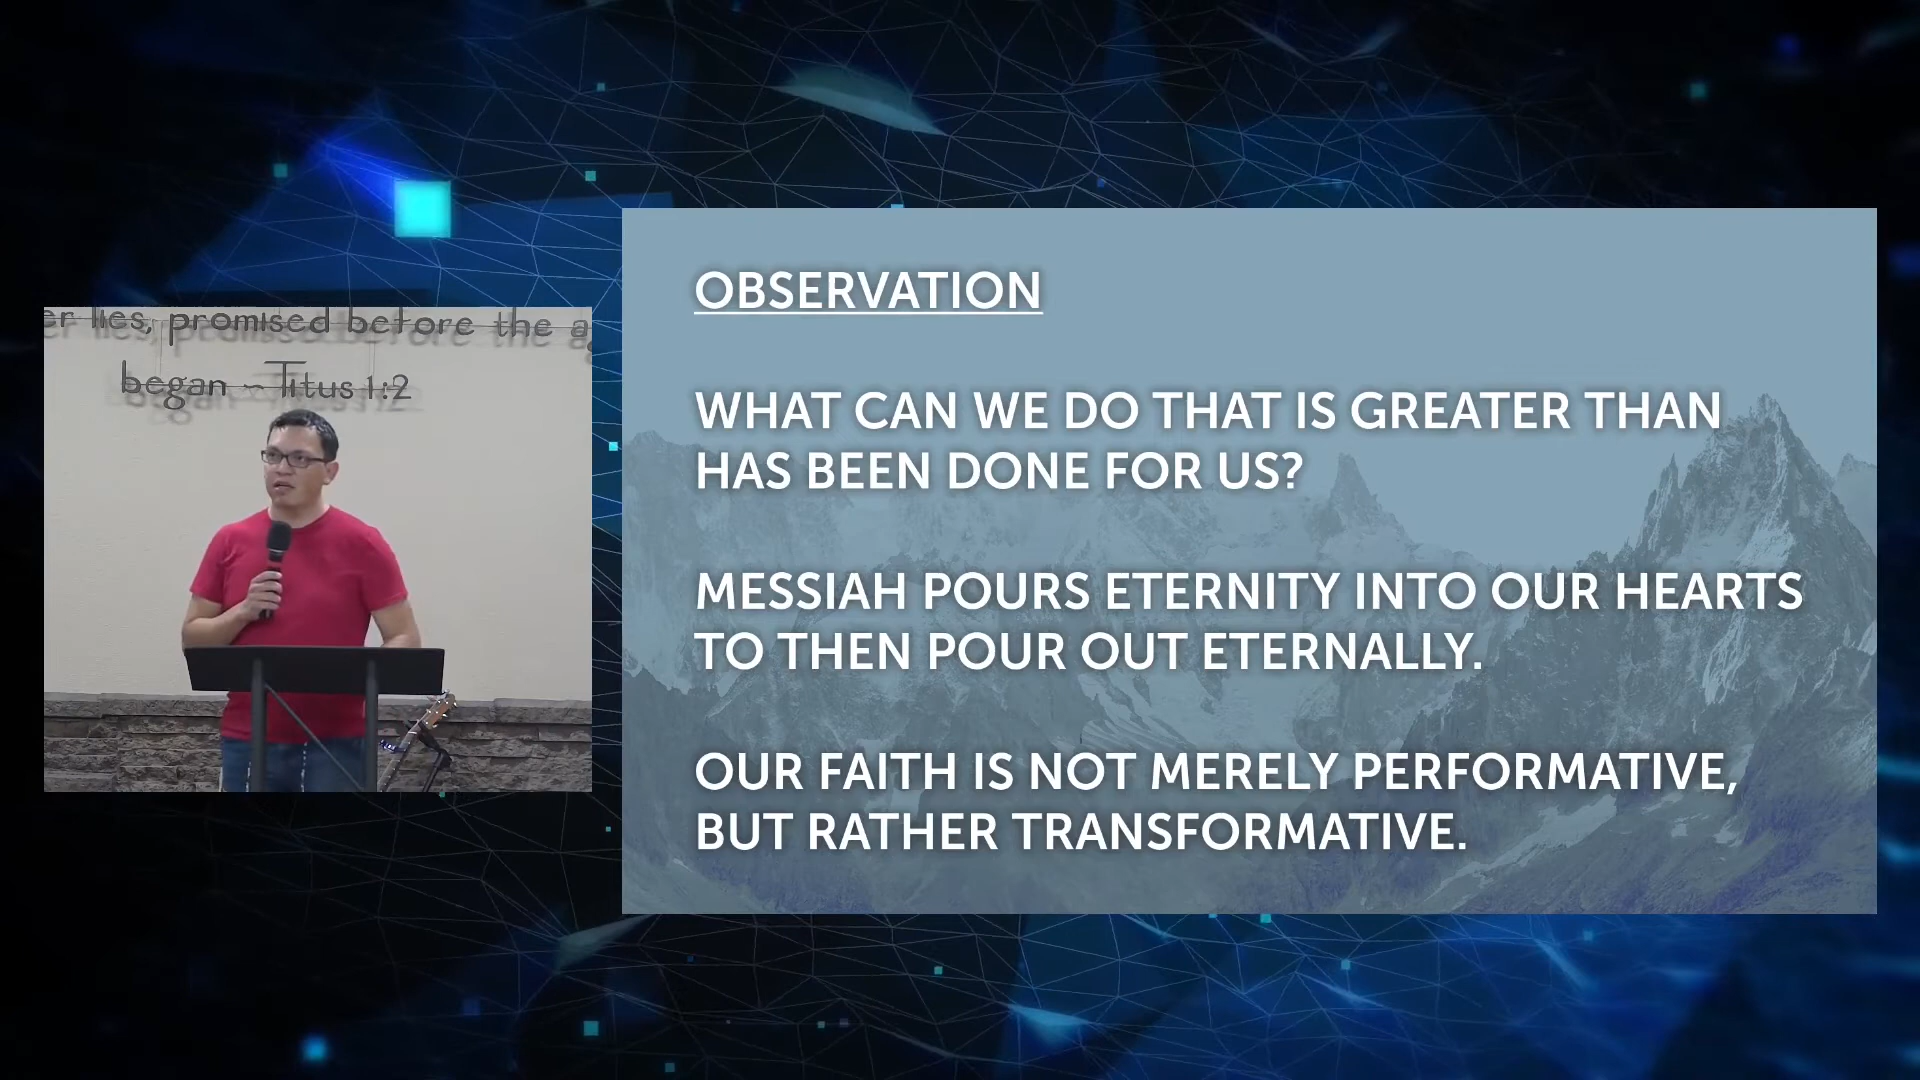 er lies, promised before the a
began ~ Titus 1:2
OBSERVATION
WHAT CAN WE DO THAT IS GREATER THAN
HAS BEEN DONE FOR US?
MESSIAH POURS ETERNITY INTO OUR HEARTS
TO THEN POUR OUT ETERNALLY.
OUR FAITH IS NOT MERELY PERFORMATIVE,
BUT RATHER TRANSFORMATIVE.